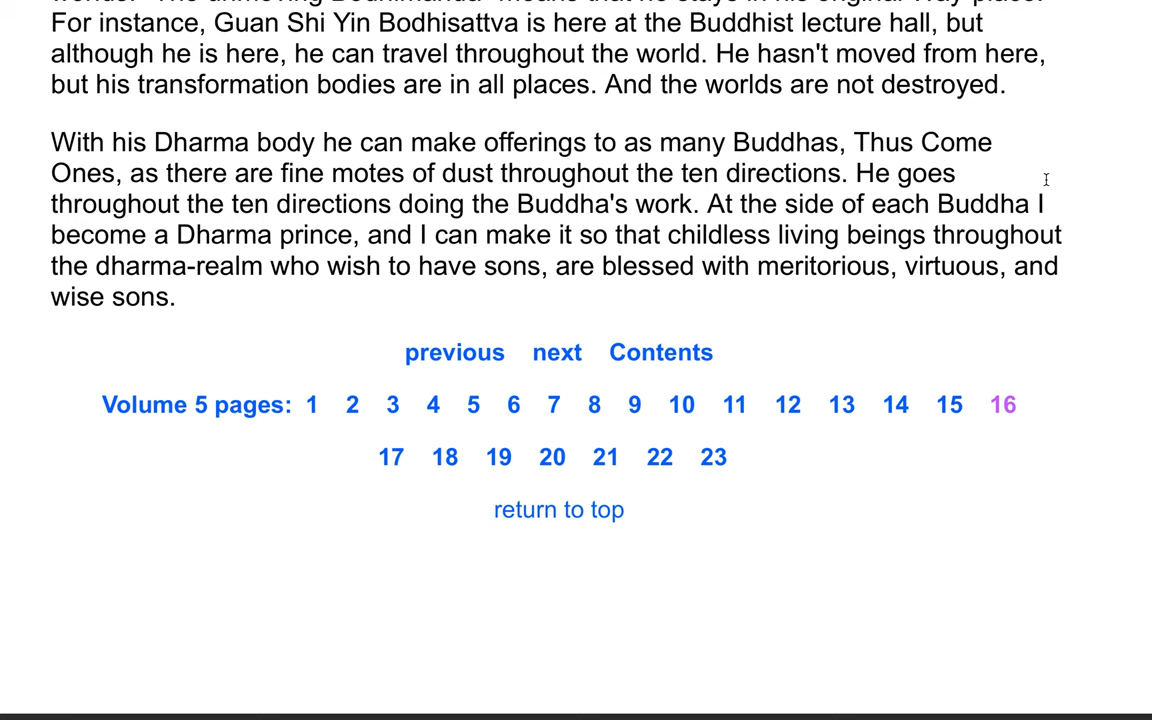 For instance, Guan Shi Yin Bodhisattva is here at the Buddhist lecture hall, but
although he is here, he can travel throughout the world. He hasn't moved from here,
but his transformation bodies are in all places. And the worlds are not destroyed.
With his Dharma body he can make offerings to as many Buddhas, Thus Come
Ones, as there are fine motes of dust throughout the ten directions. He goes
throughout the ten directions doing the Buddha's work. At the side of each Buddha I
become a Dharma prince, and I can make it so that childless living beings throughout
the dharma-realm who wish to have sons, are blessed with meritorious, virtuous, and
wise sons.
previous next Contents
Volume 5 pages: 1 2 3 4 5 6 7 8 9 10 11 12 13 14 15 16
17 18 19 20 21 22 23
return to top